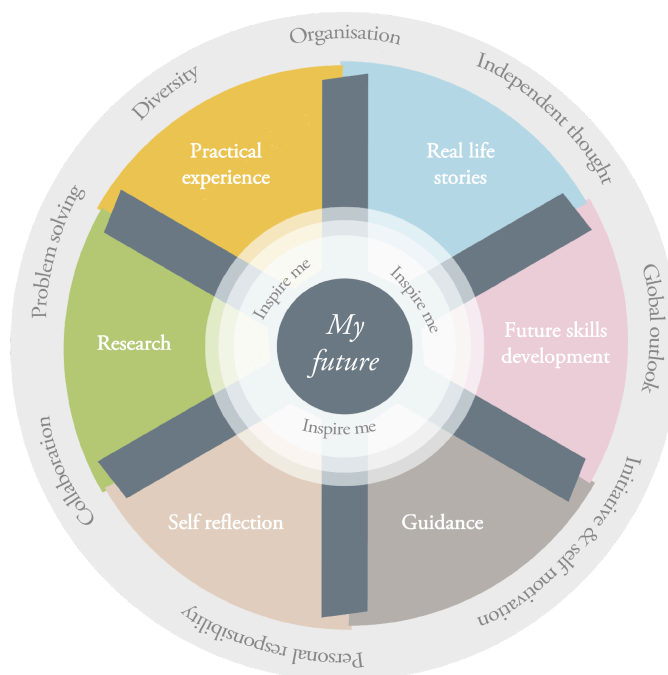 Organisation
Independent thought
Global outlook
Initiative & self motivation
Personal responsibility
Collaboration
Problem solving
Diversity
Practical
experience
Real life
stories
Research
Future skills
development
Self reflection
Guidance
Inspire me
Inspire me
Inspire me
My
future